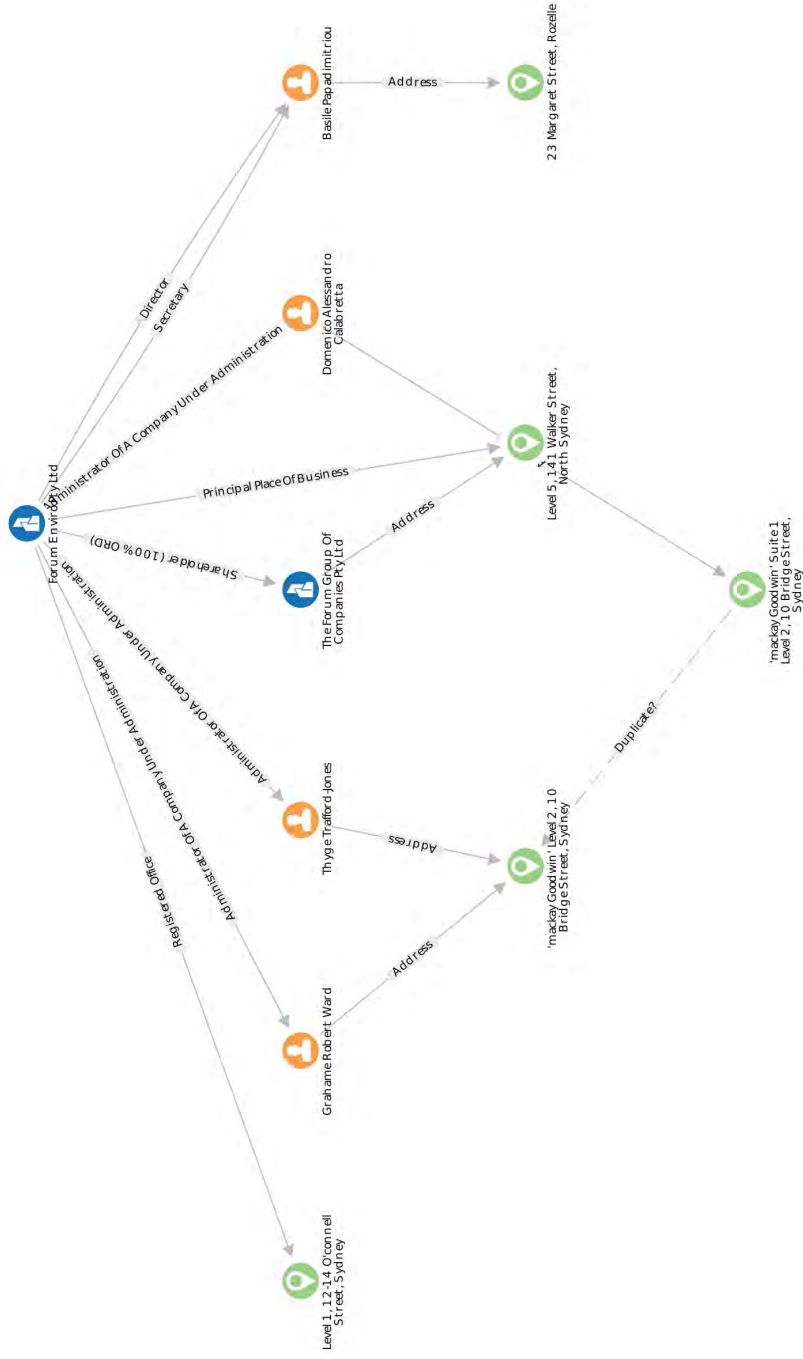 Forum Enviro Pty Ltd
Director
Secretary
Administrator Of A Company Under Administration
Principal Place Of Business
Shareholder (100% ORD)
Administrator Of A Company Under Administration
Administrator Of A Company Under Administration
Registered Office
Basile Papadimitriou
Domenico Alessandro
Calabretta
The Forum Group Of
Companies Pty Ltd
Thyge Trafford-Jones
Grahame Robert Ward
Level 1, 12-14 O'connell
Street, Sydney
Address
Address
Address
Address
23 Margaret Street, Rozelle
Level 5, 141 Walker Street,
North Sydney
'mackay Goodwin' Level 2, 10
Bridge Street, Sydney
Duplicate?
'mackay Goodwin' Suite 1
Level 2, 10 Bridge Street,
Sydney